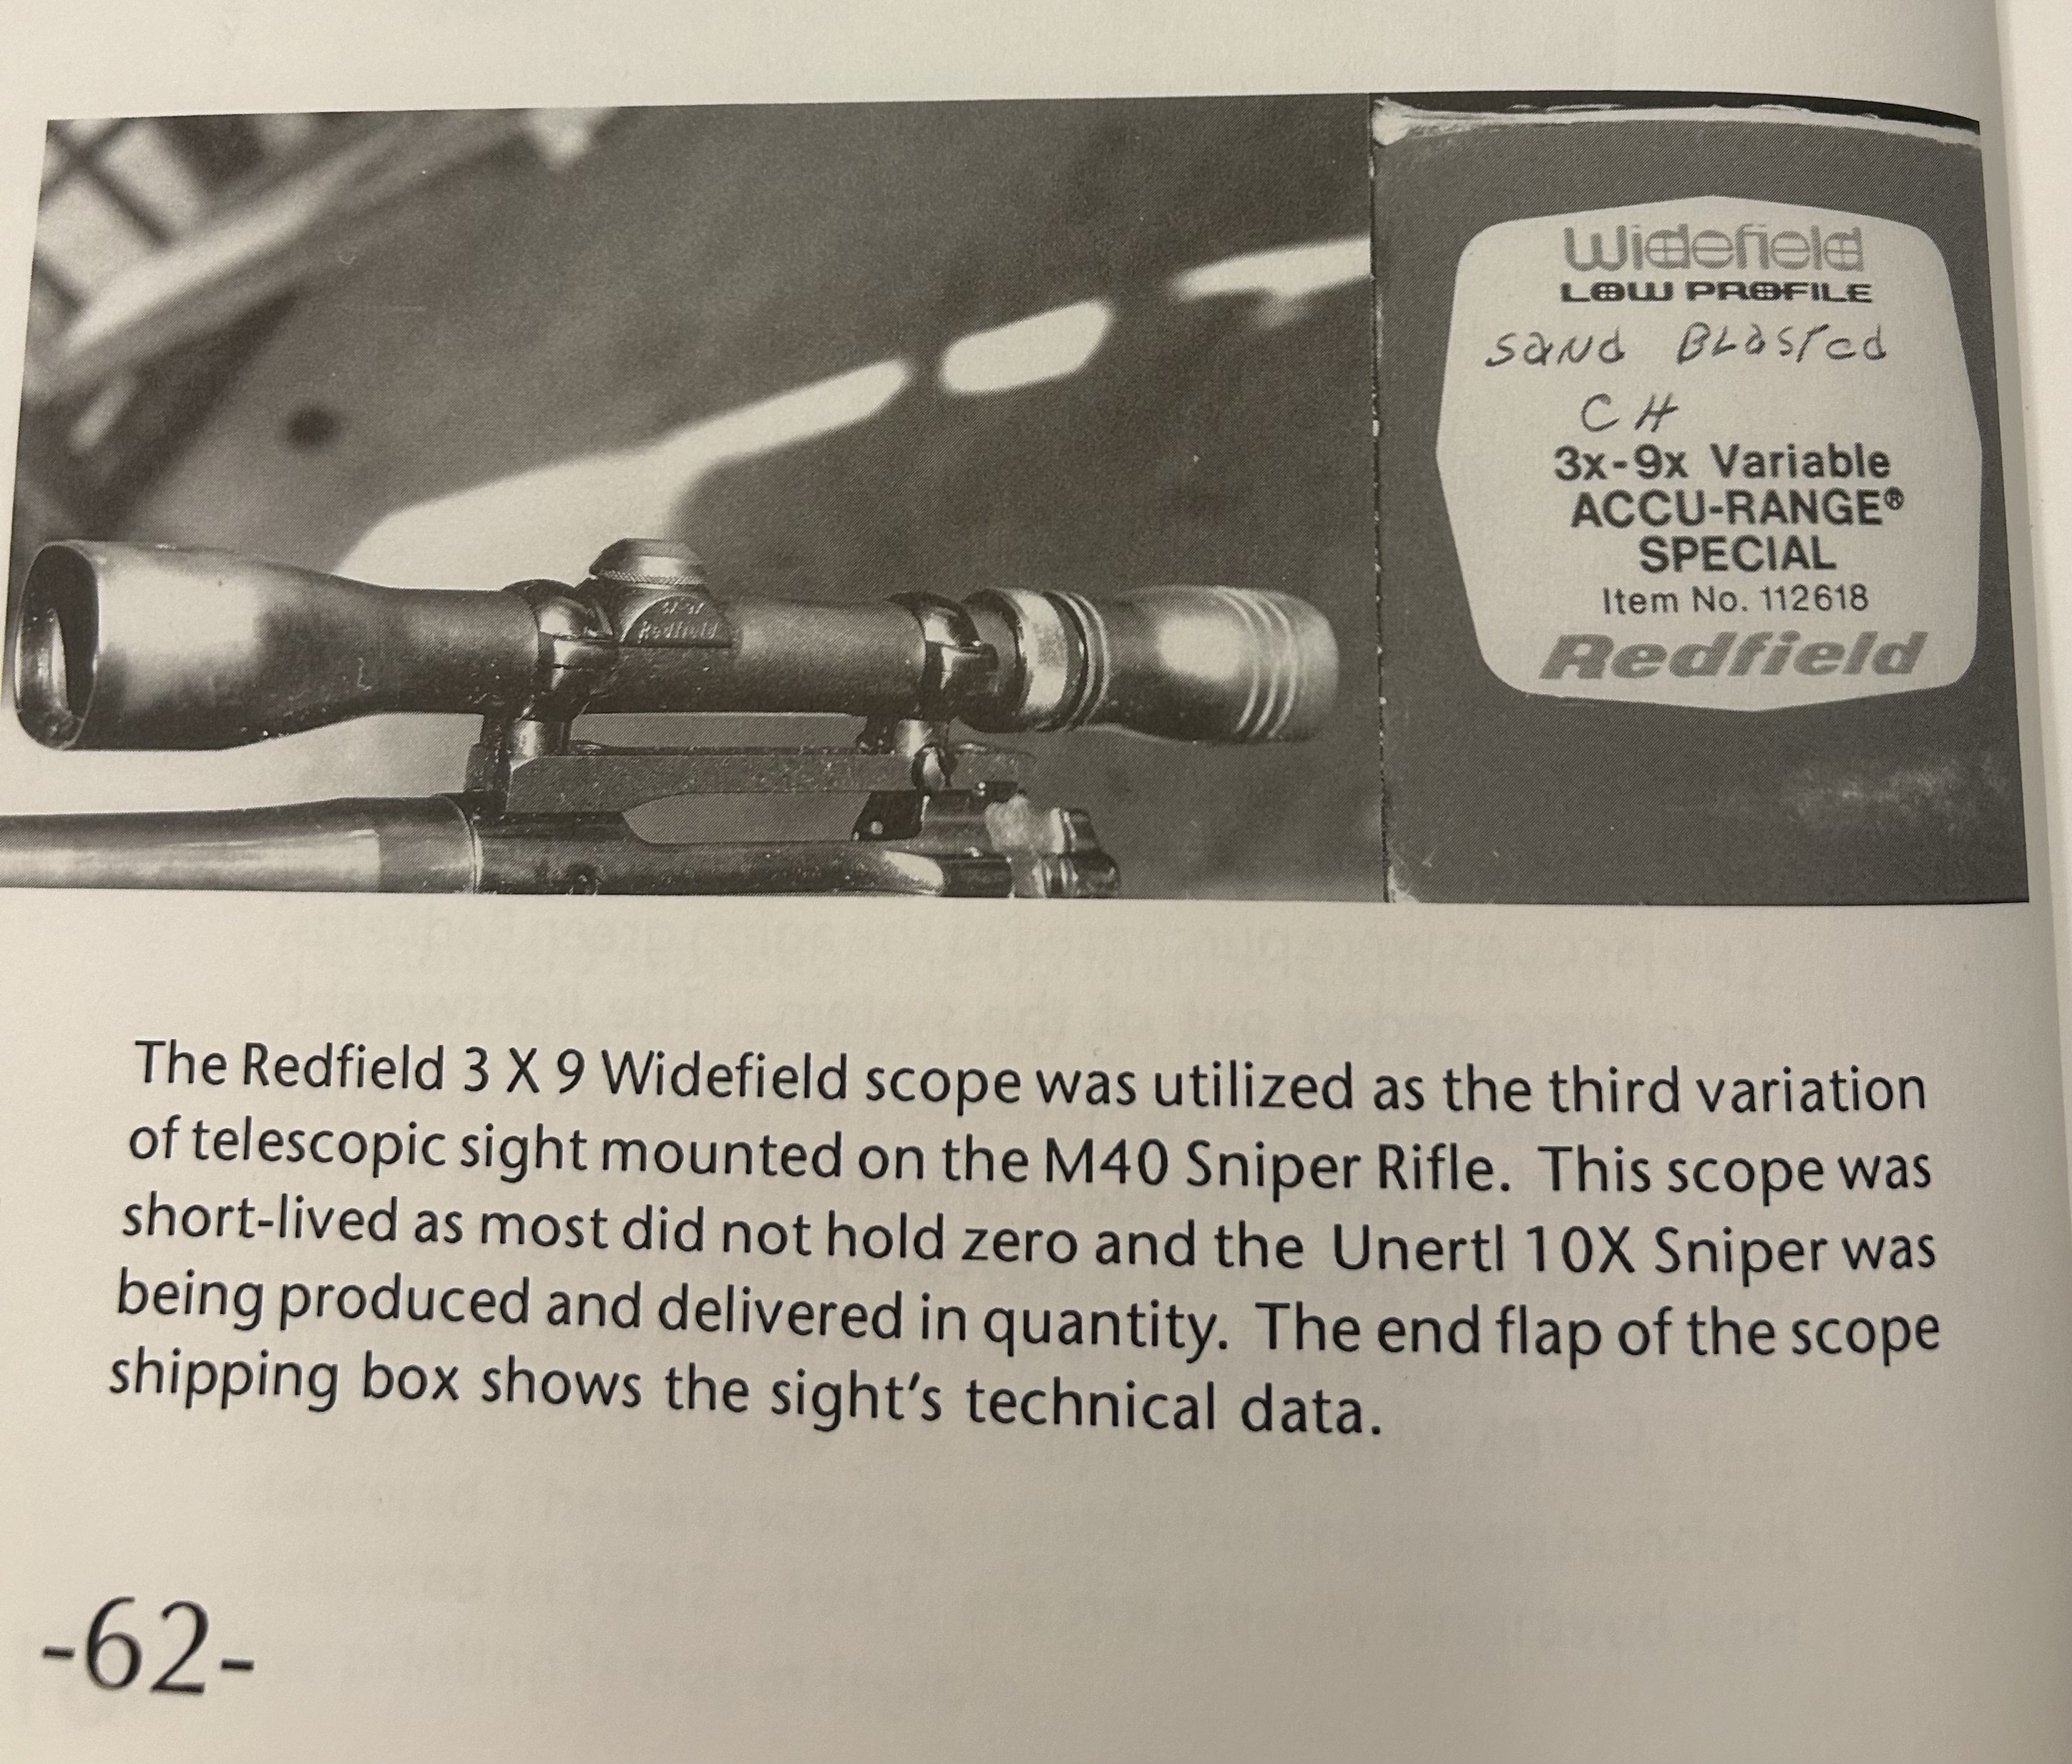 3X-9X
Redfield
Widefield
LOW PROFILE
Sand Blasted
CH
3x-9x Variable
ACCU-RANGE®
SPECIAL
Item No. 112618
Redfield
The Redfield 3 X 9 Widefield scope was utilized as the third variation
of telescopic sight mounted on the M40 Sniper Rifle. This scope was
short-lived as most did not hold zero and the Unertl 10X Sniper was
being produced and delivered in quantity. The end flap of the scope
shipping box shows the sight's technical data.
-62-